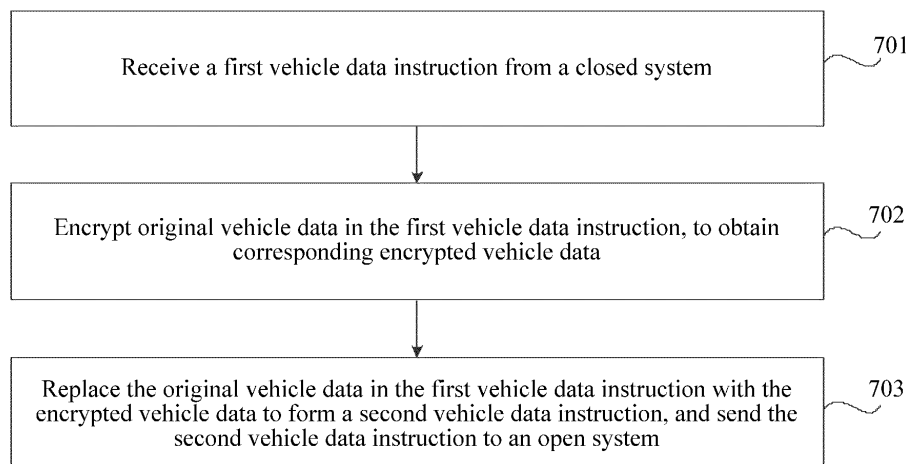 Receive a first vehicle data instruction from a closed system
701
Encrypt original vehicle data in the first vehicle data instruction, to obtain
corresponding encrypted vehicle data
702
Replace the original vehicle data in the first vehicle data instruction with the
encrypted vehicle data to form a second vehicle data instruction, and send the
second vehicle data instruction to an open system
703